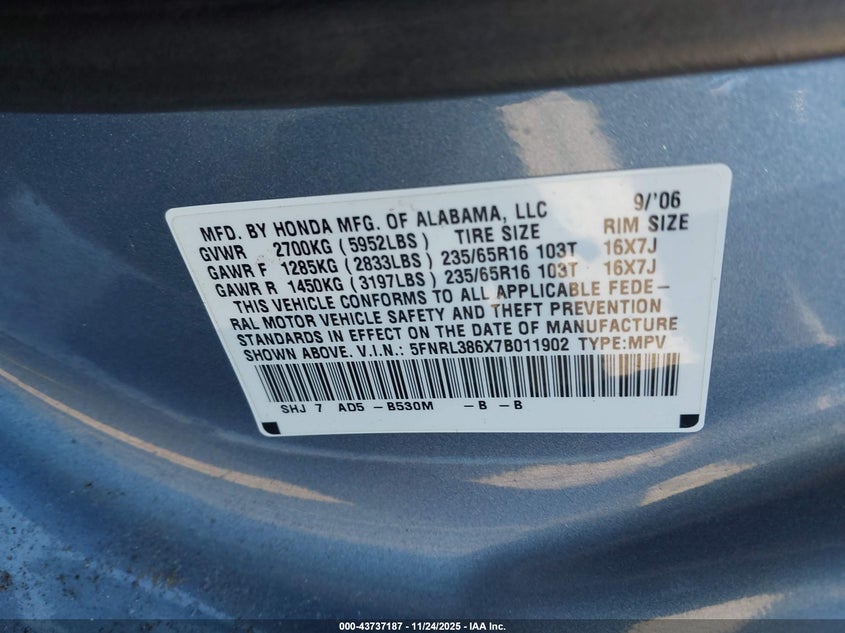 MFD. BY HONDA MFG. OF ALABAMA, LLC 9/'06
GVWR 2700KG (5952LBS) TIRE SIZE RIM SIZE
GAWR F 1285KG (2833LBS) 235/65R16 103T 16X7J
GAWR R 1450KG (3197LBS) 235/65R16 103T 16X7J
THIS VEHICLE CONFORMS TO ALL APPLICABLE FEDE-
RAL MOTOR VEHICLE SAFETY AND THEFT PREVENTION
STANDARDS IN EFFECT ON THE DATE OF MANUFACTURE
SHOWN ABOVE. V.I.N.: 5FNRL386X7B011902 TYPE:MPV
SHJ 7 AD5 -B530M -B -B
000-43737187 - 11/24/2025 - IAA Inc.